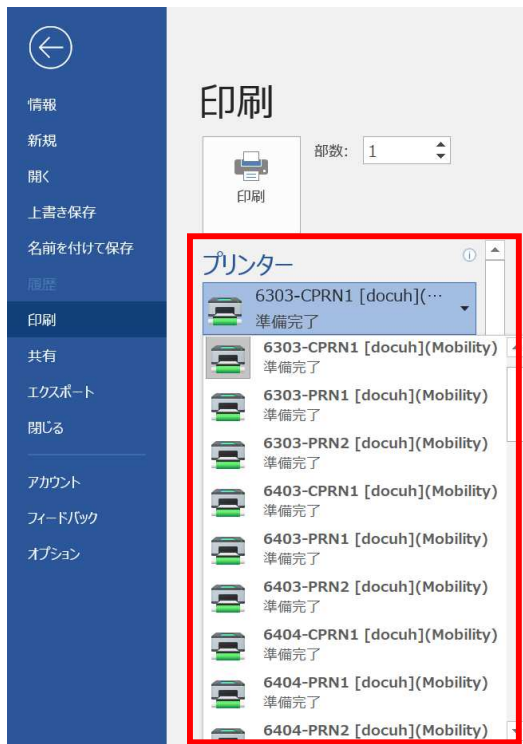 情報
新規
開く
上書き保存
名前を付けて保存
履歴
印刷
共有
エクスポート
閉じる
アカウント
フィードバック
オプション
印刷
部数: 1
印刷
プリンター
6303-CPRN1 [docuh](…
準備完了
6303-CPRN1 [docuh](Mobility)
準備完了
6303-PRN1 [docuh](Mobility)
準備完了
6303-PRN2 [docuh](Mobility)
準備完了
6403-CPRN1 [docuh](Mobility)
準備完了
6403-PRN1 [docuh](Mobility)
準備完了
6403-PRN2 [docuh](Mobility)
準備完了
6404-CPRN1 [docuh](Mobility)
準備完了
6404-PRN1 [docuh](Mobility)
準備完了
6404-PRN2 [docuh](Mobility)